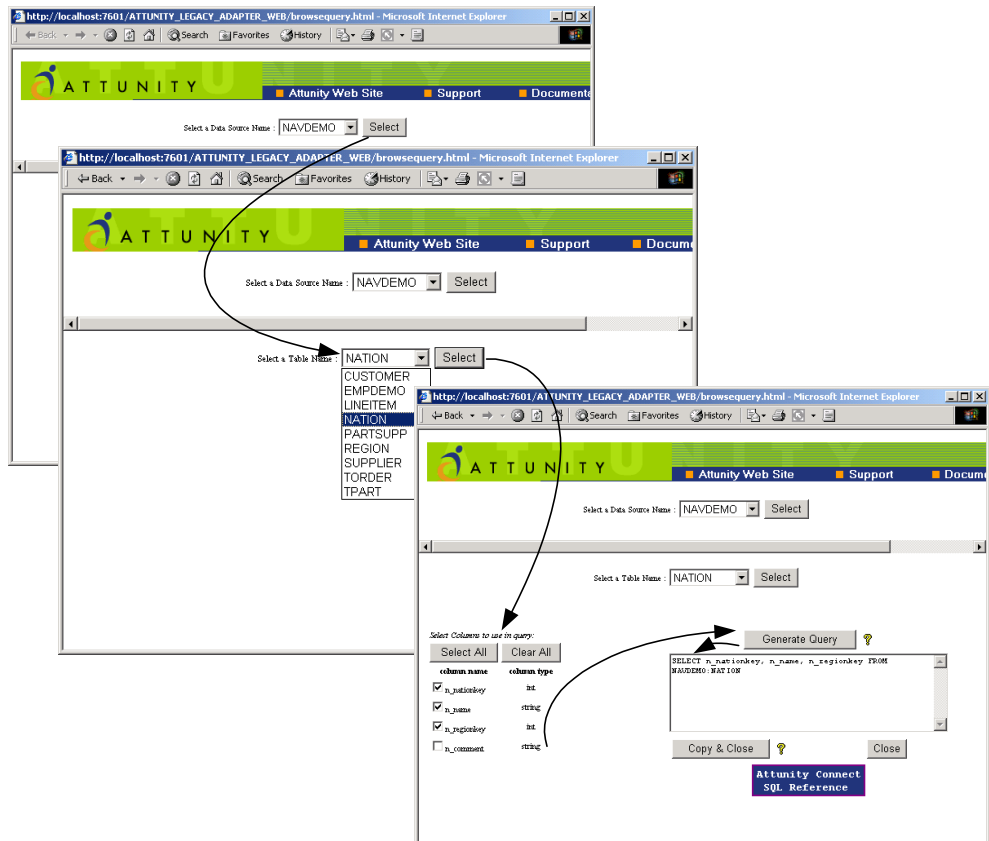 http://localhost:7601/ATTUNITY_LEGACY_ADAPTER_WEB/browsequery.html - Microsoft Internet Explorer
Back Search Favorites History
ATTUNITY
Attunity Web Site Support Documenta
Select a Data Source Name : NAVDEMO Select
http://localhost:7601/ATTUNITY_LEGACY_ADAPTER_WEB/browsequery.html - Microsoft Internet Explorer
Back Search Favorites History
ATTUNITY
Attunity Web Site Support Docume
Select a Data Source Name : NAVDEMO Select
Select a Table Name : NATION Select
CUSTOMER
EMPDEMO
LINEITEM
NATION
PARTSUPP
REGION
SUPPLIER
TORDER
TPART
http://localhost:7601/ATTUNITY_LEGACY_ADAPTER_WEB/browsequery.html - Microsoft Internet Explorer
Back Search Favorites History
ATTUNITY
Attunity Web Site Support Docum
Select a Data Source Name : NAVDEMO Select
Select a Table Name : NATION Select
Select Columns to use in query:
Select All Clear All
column name column type
n_nationkey int
n_name string
n_regionkey int
n_comment string
Generate Query ?
SELECT n_nationkey, n_name, n_regionkey FROM
NAVDEMO:NATION
Copy & Close ? Close
Attunity Connect
SQL Reference